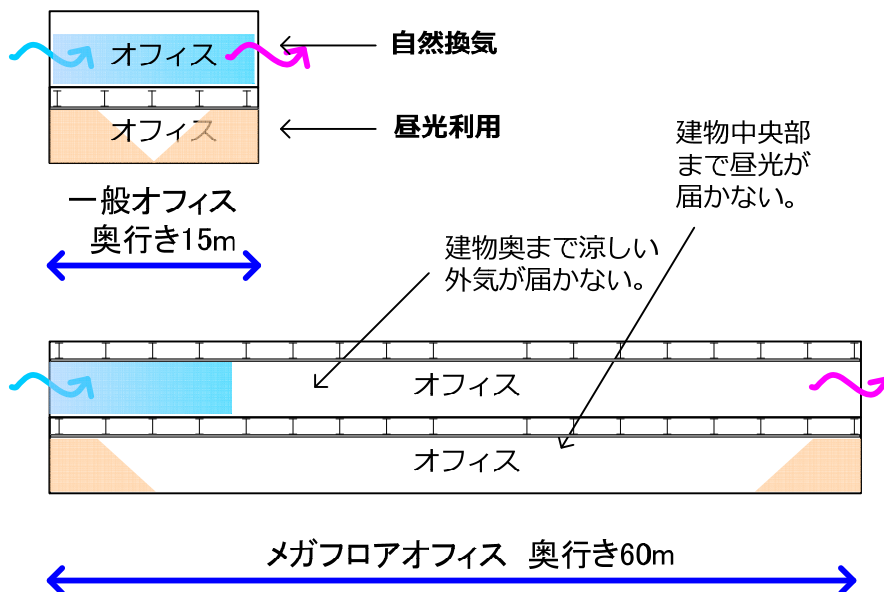 オフィス
自然換気
オフィス
昼光利用
一般オフィス
奥行き15m
建物中央部
まで昼光が
届かない。
建物奥まで涼しい
外気が届かない。
オフィス
オフィス
メガフロアオフィス 奥行き60m